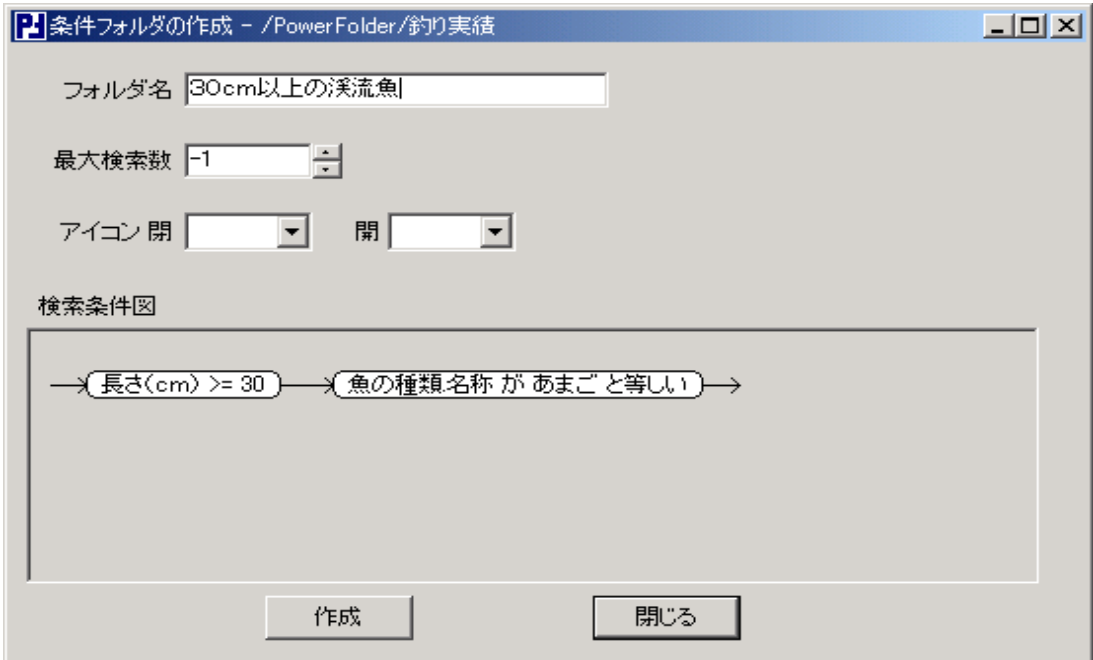 条件フォルダの作成 - /PowerFolder/釣り実績
フォルダ名 30cm以上の渓流魚
最大検索数 -1
アイコン 閉 開
検索条件図
長さ(cm) >= 30 魚の種類.名称 が あまご と等しい
作成 閉じる